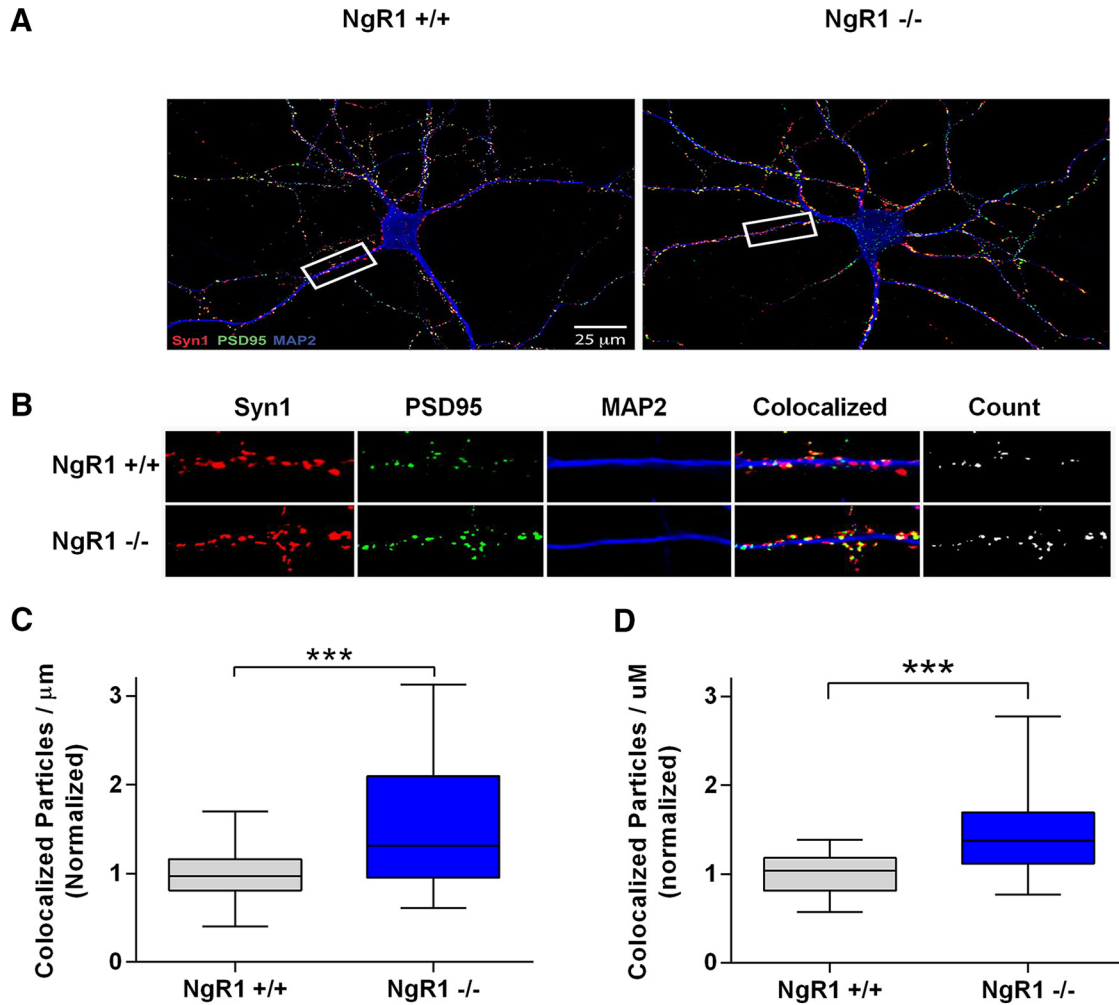 A
NgR1 +/+
NgR1 -/-
Syn1 PSD95 MAP2
25 µm
B
Syn1 PSD95 MAP2 Colocalized Count
NgR1 +/+
NgR1 -/-
C
Colocalized Particles / µm
(Normalized)
***
3
2
1
0
NgR1 +/+
NgR1 -/-
D
Colocalized Particles / uM
(normalized)
***
3
2
1
0
NgR1 +/+
NgR1 -/-